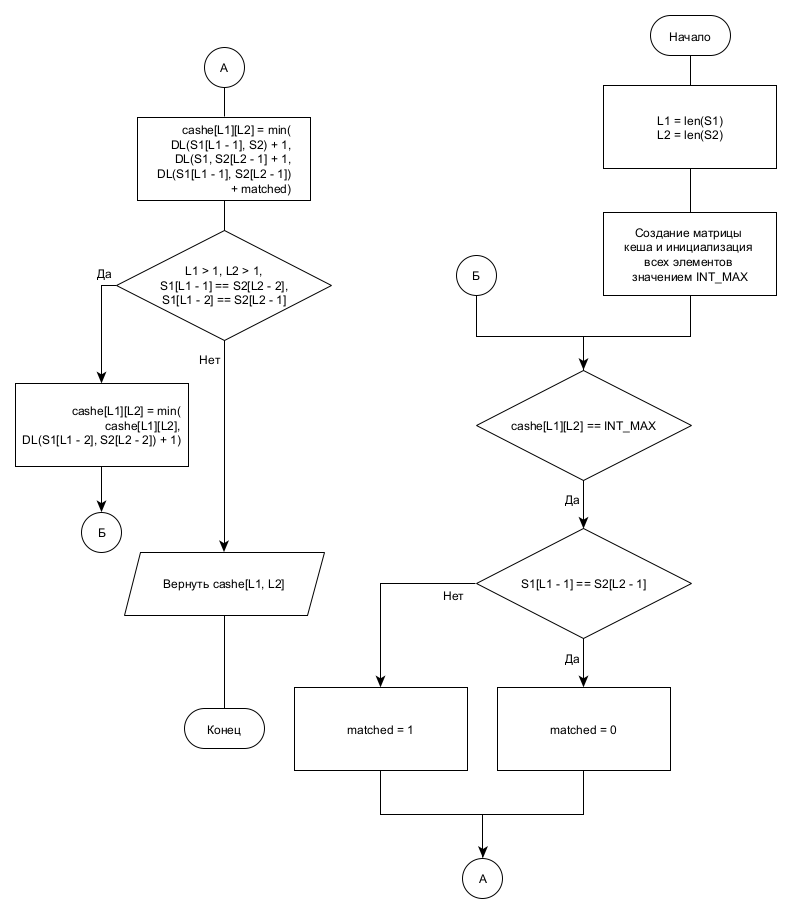 Начало
L1 = len(S1)
L2 = len(S2)
Создание матрицы
кеша и инициализация
всех элементов
значением INT_MAX
Б
cashe[L1][L2] == INT_MAX
Да
S1[L1 - 1] == S2[L2 - 1]
Нет
Да
matched = 1
matched = 0
А
А
cashe[L1][L2] = min(
DL(S1[L1 - 1], S2) + 1,
DL(S1, S2[L2 - 1] + 1,
DL(S1[L1 - 1], S2[L2 - 1])
+ matched)
L1 > 1, L2 > 1,
S1[L1 - 1] == S2[L2 - 2],
S1[L1 - 2] == S2[L2 - 1]
Да
Нет
cashe[L1][L2] = min(
cashe[L1][L2],
DL(S1[L1 - 2], S2[L2 - 2]) + 1)
Б
Вернуть cashe[L1, L2]
Конец